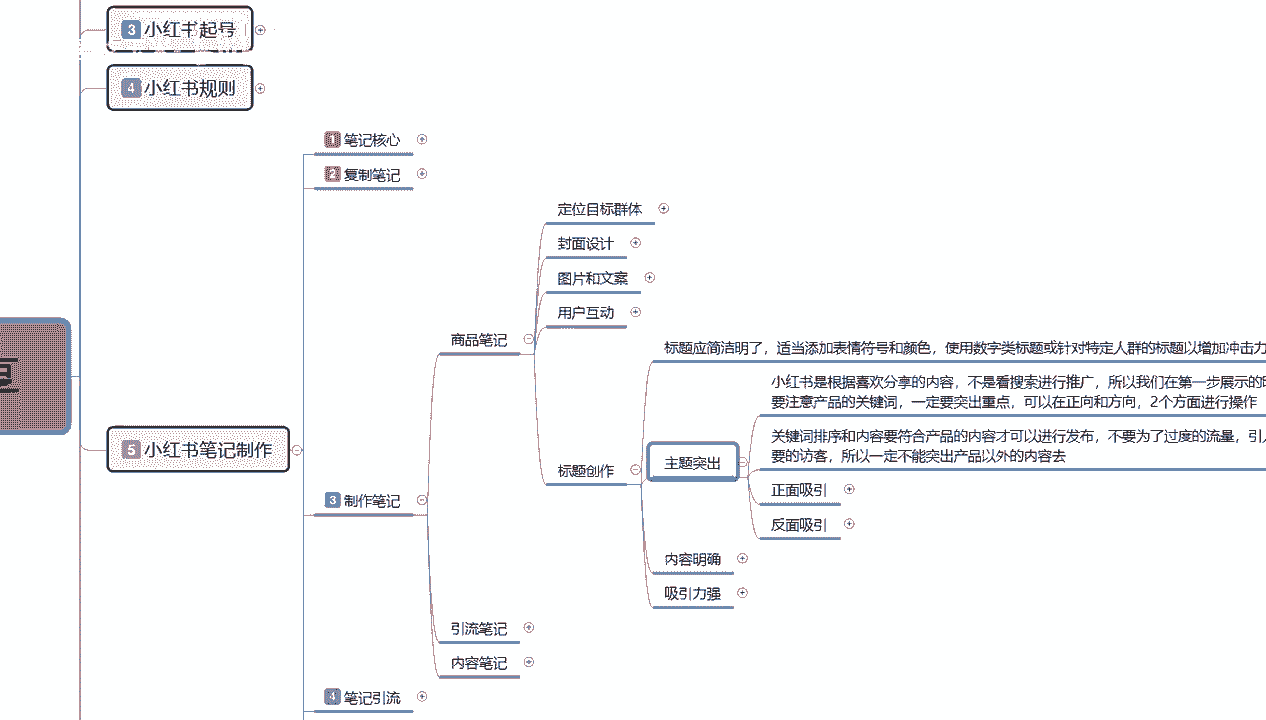 3 小红书起号
4 小红书规则
1 笔记核心
2 复制笔记
定位目标群体
封面设计
图片和文案
用户互动
商品笔记
标题应简洁明了，适当添加表情符号和颜色，使用数字类标题或针对特定人群的标题以增加冲击力
小红书是根据喜欢分享的内容，不是看搜索进行推广，所以我们在第一步展示的
要注意产品的关键词，一定要突出重点，可以在正向和方向，2个方面进行操作
关键词排序和内容要符合产品的内容才可以进行发布，不要为了过度的流量，引
要的访客，所以一定不能突出产品以外的内容去
5 小红书笔记制作
主题突出
标题创作
正面吸引
3 制作笔记
反面吸引
内容明确
吸引力强
引流笔记
内容笔记
4 笔记引流